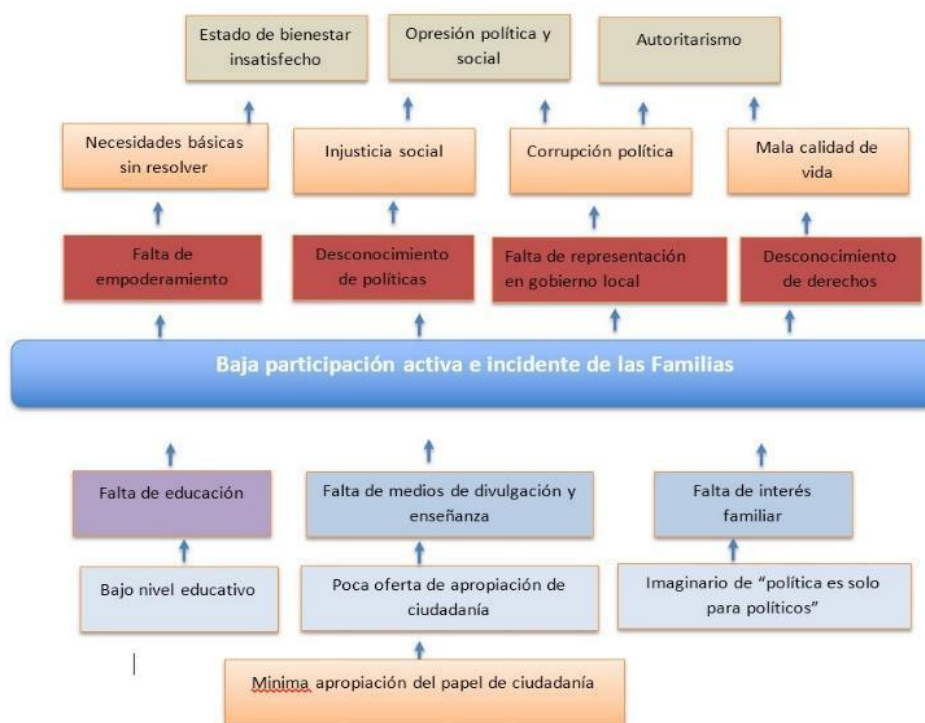 Estado de bienestar
insatisfecho
Opresión política y
social
Autoritarismo
Necesidades básicas
sin resolver
Injusticia social
Corrupción política
Mala calidad de
vida
Falta de
empoderamiento
Desconocimiento
de políticas
Falta de representación
en gobierno local
Desconocimiento
de derechos
Baja participación activa e incidente de las Familias
Falta de educación
Falta de medios de divulgación y
enseñanza
Falta de interés
familiar
Bajo nivel educativo
Poca oferta de apropiación de
ciudadanía
Imaginario de “política es solo
para políticos”
Minima apropiación del papel de ciudadanía